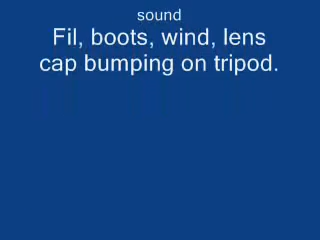 sound
Fil, boots, wind, lens
cap bumping on tripod.